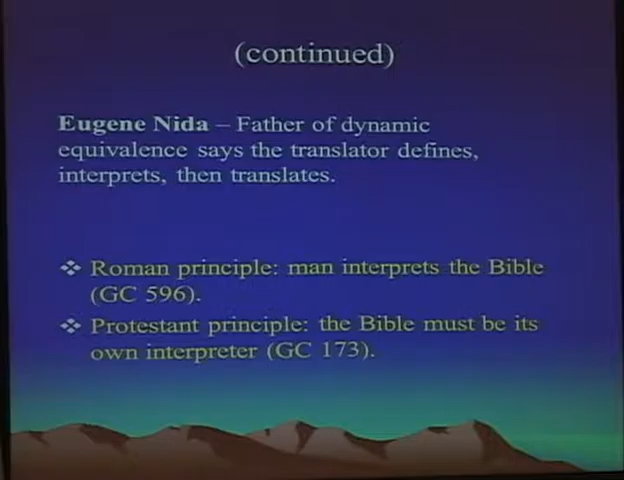 (continued)
Eugene Nida – Father of dynamic
equivalence says the translator defines,
interprets, then translates.
❖ Roman principle: man interprets the Bible
(GC 596).
❖ Protestant principle: the Bible must be its
own interpreter (GC 173).